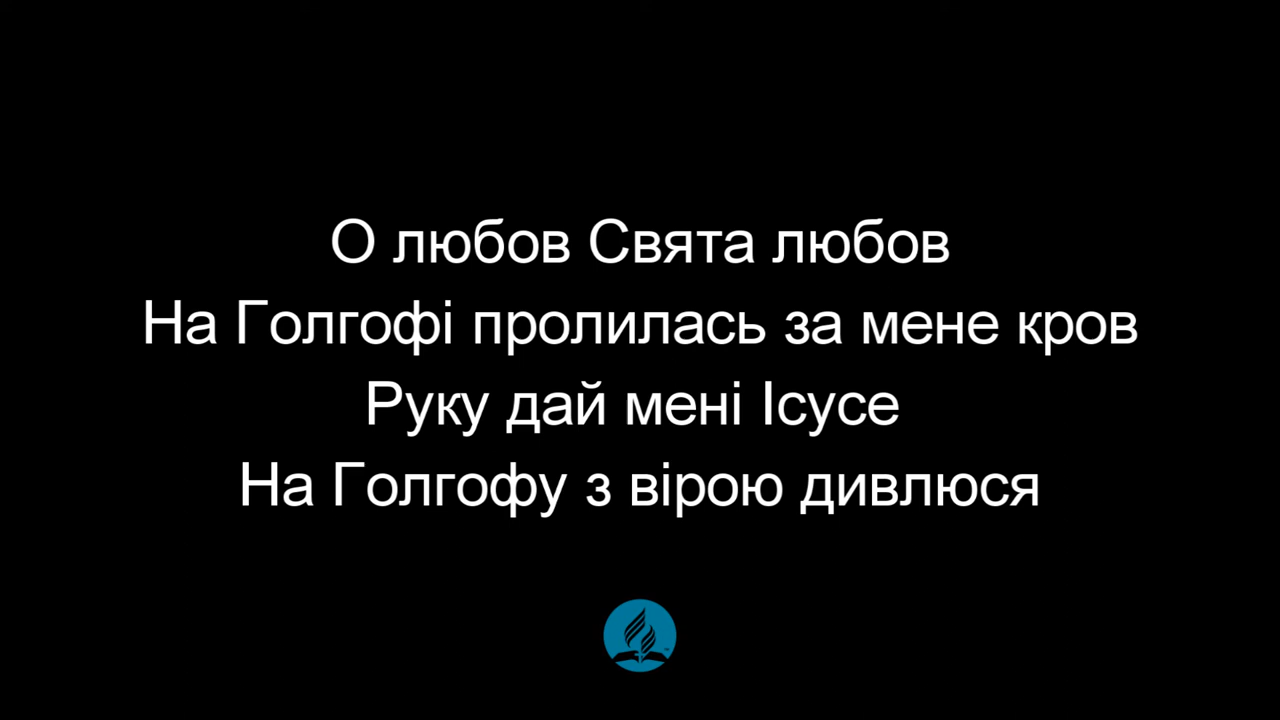 О любов Свята любов
На Голгофі пролилась за мене кров
Руку дай мені Ісусе
На Голгофу з вірою дивлюся